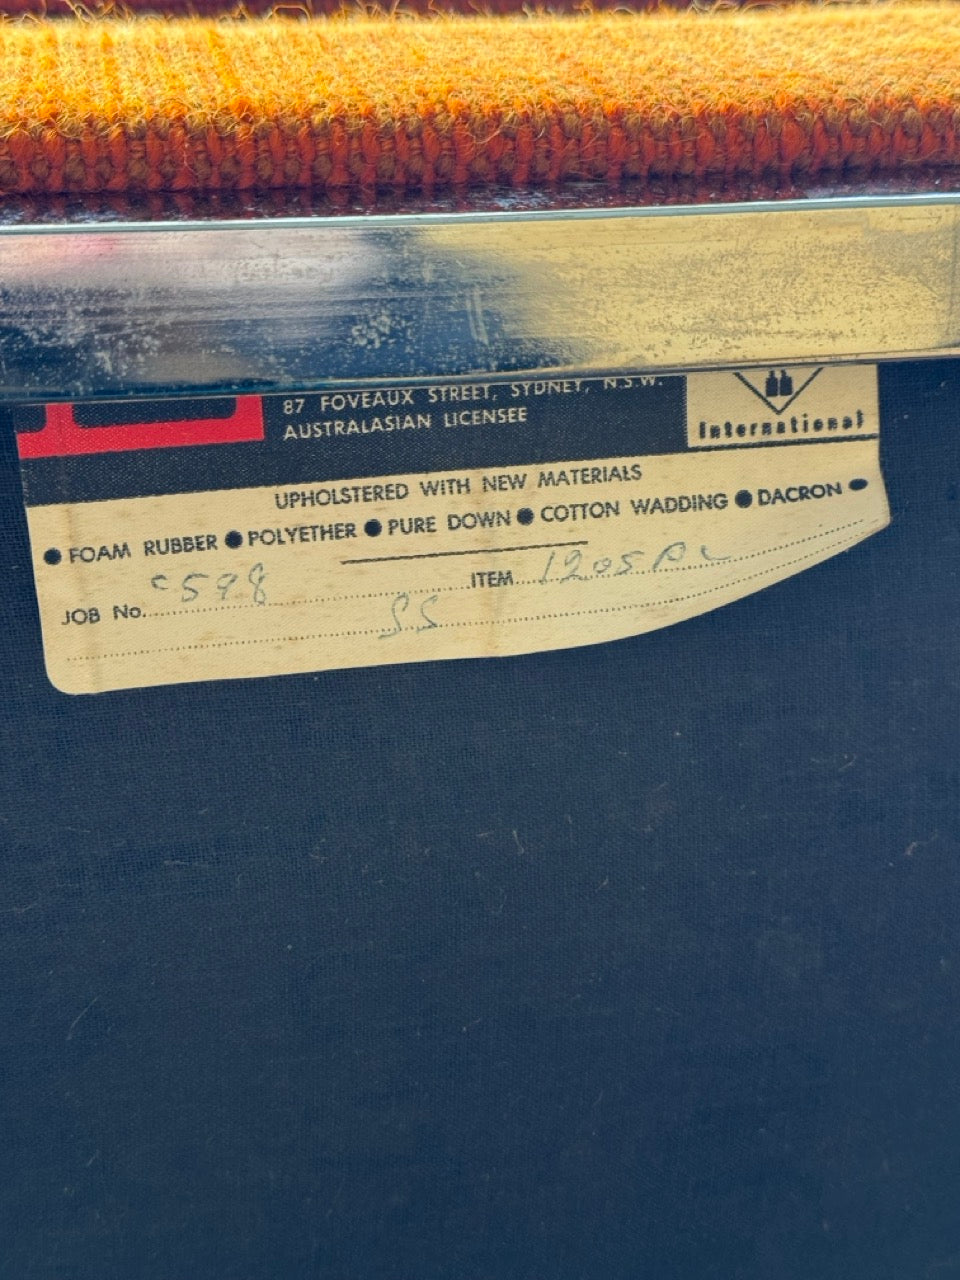 87 FOVEAUX STREET, SYDNEY, N.S.W.
AUSTRALASIAN LICENSEE
International
UPHOLSTERED WITH NEW MATERIALS
● FOAM RUBBER ● POLYETHER ● PURE DOWN ● COTTON WADDING ● DACRON ●
JOB No. 598 ITEM 1205
SS